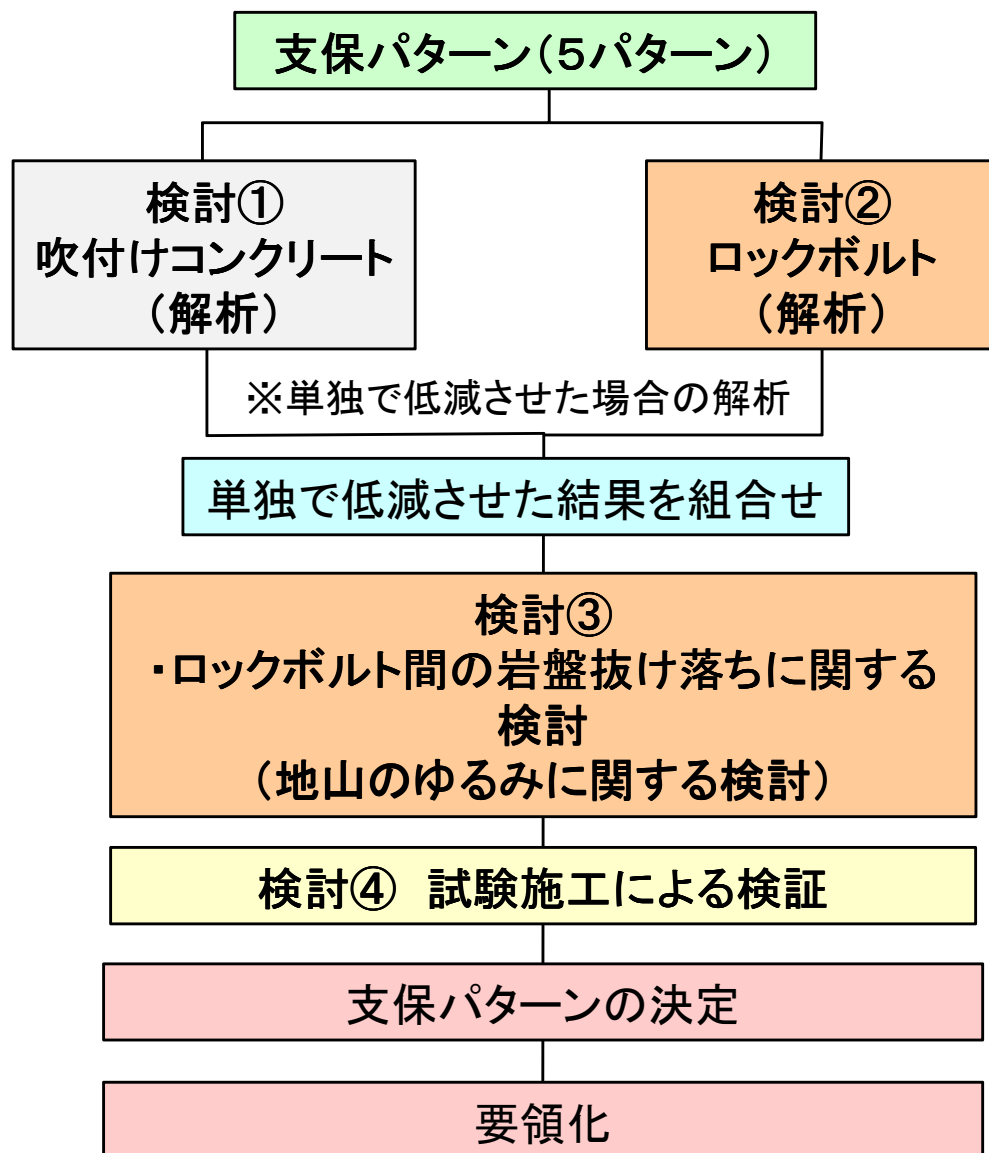 支保パターン（５パターン）
検討①
吹付けコンクリート
（解析）
検討②
ロックボルト
（解析）
※単独で低減させた場合の解析
単独で低減させた結果を組合せ
検討③
・ロックボルト間の岩盤抜け落ちに関する
検討
（地山のゆるみに関する検討）
検討④　試験施工による検証
支保パターンの決定
要領化